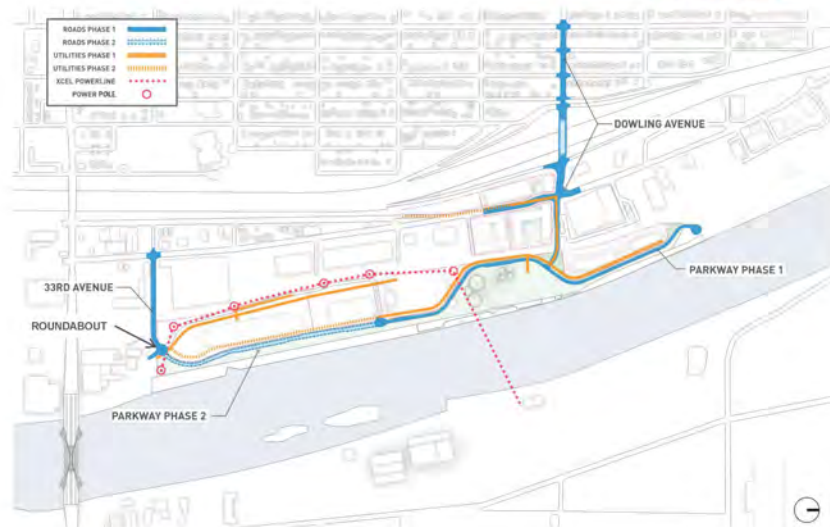 ROADS PHASE 1
ROADS PHASE 2
UTILITIES PHASE 1
UTILITIES PHASE 2
XCEL POWERLINE
POWER POLL
DOWLING AVENUE
PARKWAY PHASE 1
33RD AVENUE
ROUNDABOUT
PARKWAY PHASE 2